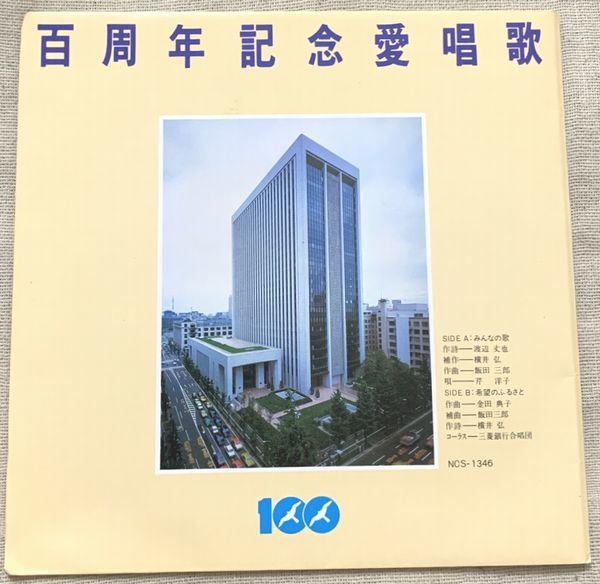 百周年記念愛唱歌
SIDE A:みんなの歌
作詩──渡辺 丈也
補作──横井 弘
作曲──飯田 三郎
唄──芹 洋子
SIDE B:希望のふるさと
作曲──金田 典子
補曲──飯田三郎
作詩──横井 弘
コーラス──三菱銀行合唱団
NCS-1346
100